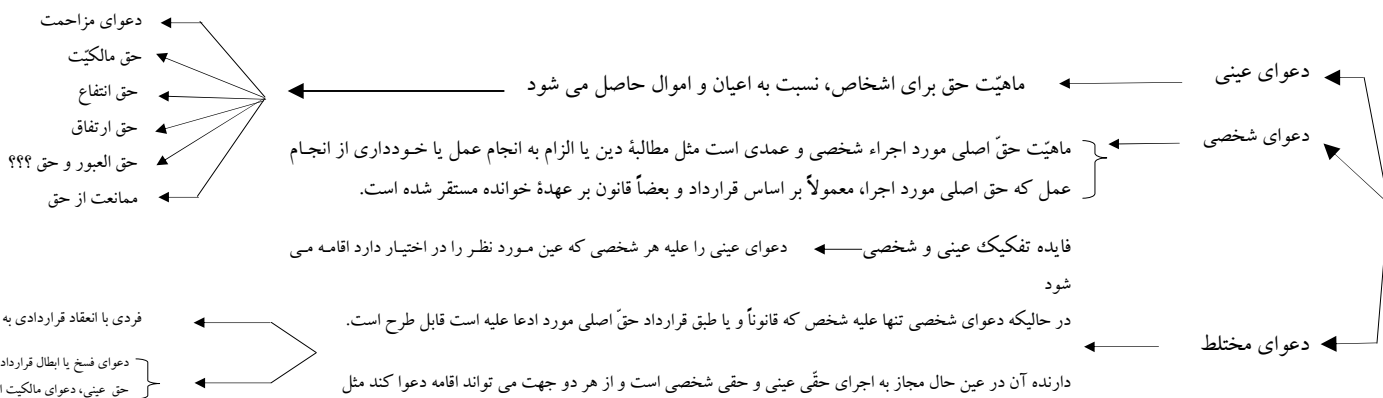 دعوای عینی
ماهیّت حق برای اشخاص، نسبت به اعیان و اموال حاصل می شود
دعوای مزاحمت
حق مالکیّت
حق انتفاع
حق ارتفاق
حق العبور و حق ؟؟؟
ممانعت از حق
دعوای شخصی
ماهیّت حقّ اصلی مورد اجراء شخصی و عمدی است مثل مطالبهٔ دین یا الزام به انجام عمل یا خودداری از انجام
عمل که حق اصلی مورد اجرا، معمولاً بر اساس قرارداد و بعضاً قانون بر عهدهٔ خوانده مستقر شده است.
فایده تفکیک عینی و شخصی دعوای عینی را علیه هر شخصی که عین مورد نظر را در اختیار دارد اقامه می
شود
در حالیکه دعوای شخصی تنها علیه شخص که قانوناً و یا طبق قرارداد حقّ اصلی مورد ادعا علیه است قابل طرح است.
دعوای مختلط
دارنده آن در عین حال مجاز به اجرای حقّی عینی و حقی شخصی است و از هر دو جهت می تواند اقامه دعوا کند مثل
فردی با انعقاد قراردادی به
دعوای فسخ یا ابطال قرارداد
حق عینی، دعوای مالکیت